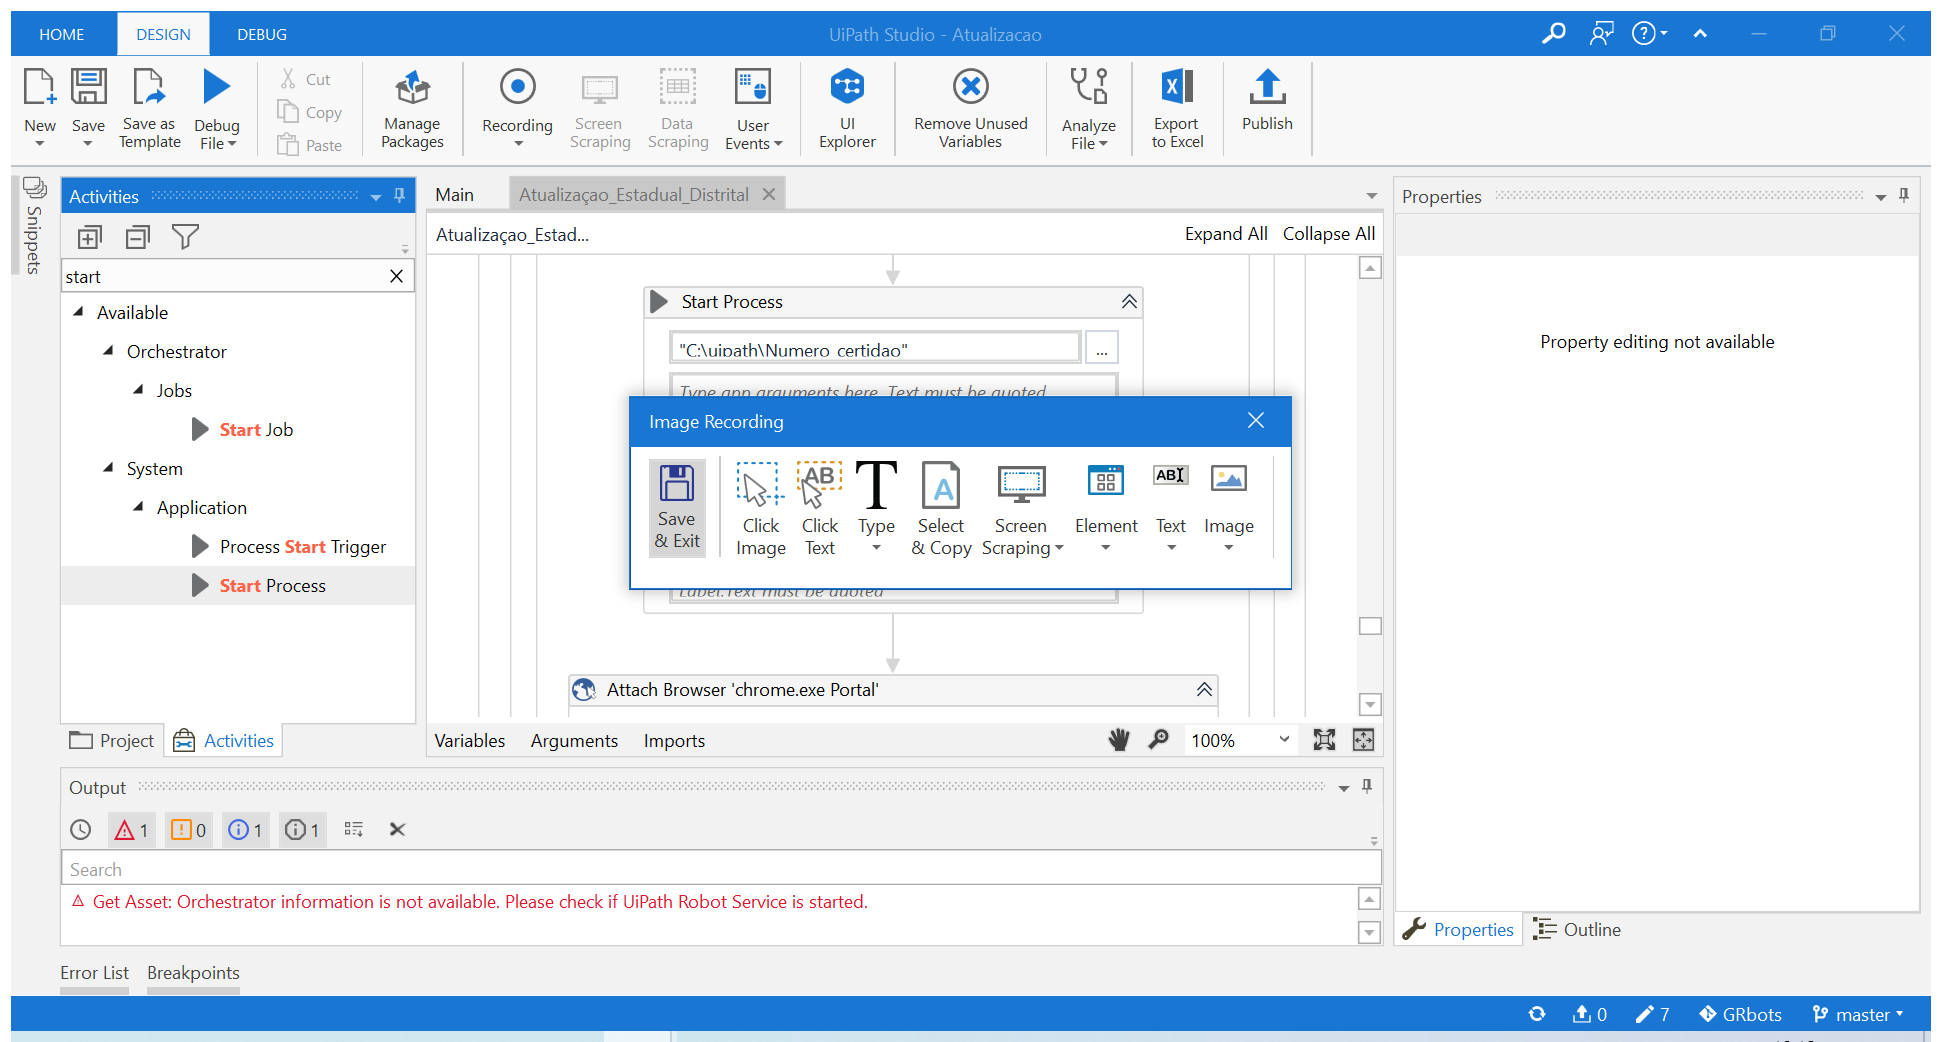 HOME DESIGN DEBUG UiPath Studio - Atualizacao
New Save Save as Template Debug File Cut Copy Paste Manage Packages Recording Screen Scraping Data Scraping User Events UI Explorer Remove Unused Variables Analyze File Export to Excel Publish
Snippets
Activities
start
Available
Orchestrator
Jobs
Start Job
System
Application
Process Start Trigger
Start Process
Project Activities
Main Atualizaçao_Estadual_Distrital
Atualizaçao_Estad... Expand All Collapse All
Start Process
"C:\uipath\Numero_certidao" ...
Type app arguments here. Text must be quoted
Image Recording
Save & Exit Click Image Click Text Type Select & Copy Screen Scraping Element Text Image
Label.Text must be quoted
Attach Browser 'chrome.exe Portal'
Variables Arguments Imports 100%
Properties
Property editing not available
Properties Outline
Output
1 0 1 1
Search
Get Asset: Orchestrator information is not available. Please check if UiPath Robot Service is started.
Error List Breakpoints
0 7 GRbots master